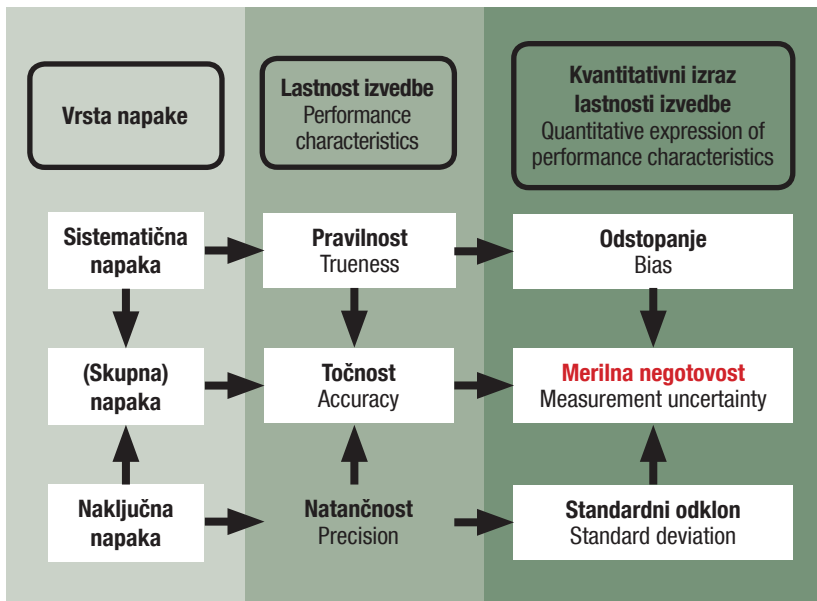 Vrsta napake
Lastnost izvedbe
Performance
characteristics
Kvantitativni izraz
lastnosti izvedbe
Quantitative expression of
performance characteristics
Sistematična
napaka
Pravilnost
Trueness
Odstopanje
Bias
(Skupna)
napaka
Točnost
Accuracy
Merilna negotovost
Measurement uncertainty
Naključna
napaka
Natančnost
Precision
Standardni odklon
Standard deviation